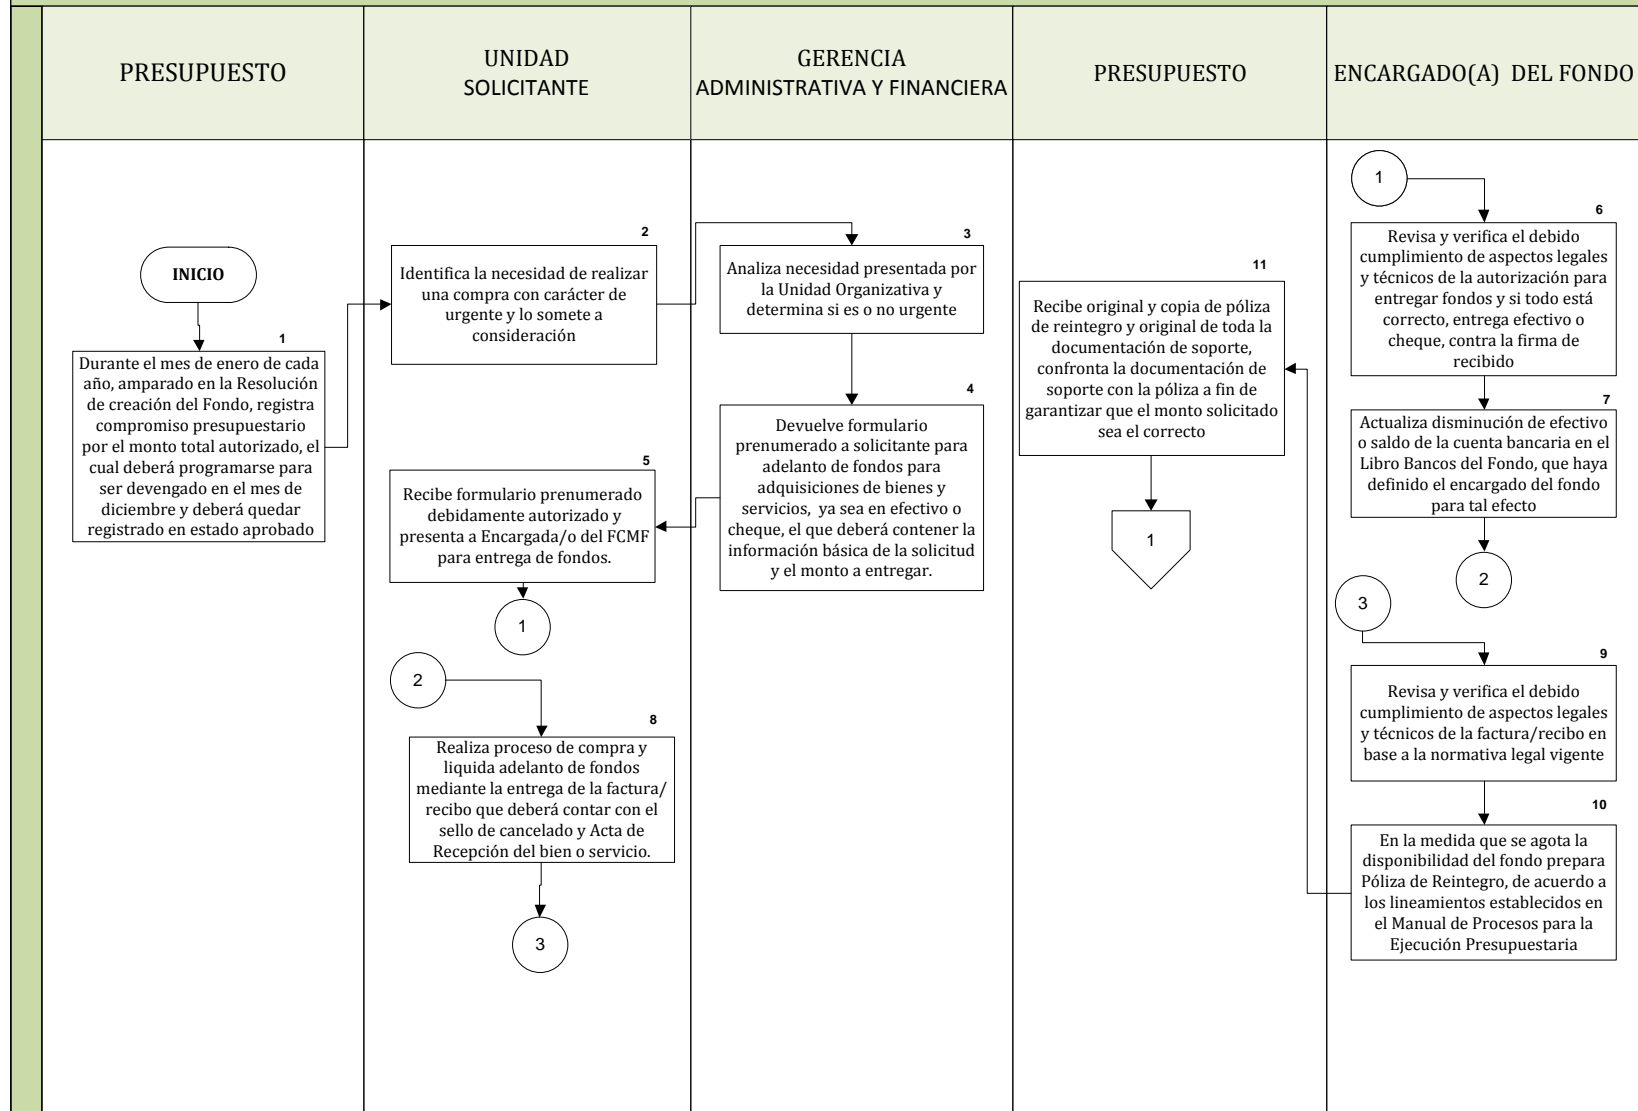 PRESUPUESTO
UNIDAD
SOLICITANTE
GERENCIA
ADMINISTRATIVA Y FINANCIERA
PRESUPUESTO
ENCARGADO(A) DEL FONDO
INICIO
1
Durante el mes de enero de cada
año, amparado en la Resolución
de creación del Fondo, registra
compromiso presupuestario
por el monto total autorizado, el
cual deberá programarse para
ser devengado en el mes de
diciembre y deberá quedar
registrado en estado aprobado
2
Identifica la necesidad de realizar
una compra con carácter de
urgente y lo somete a
consideración
3
Analiza necesidad presentada por
la Unidad Organizativa y
determina si es o no urgente
4
Devuelve formulario
prenumerado a solicitante para
adelanto de fondos para
adquisiciones de bienes y
servicios, ya sea en efectivo o
cheque, el que deberá contener la
información básica de la solicitud
y el monto a entregar.
5
Recibe formulario prenumerado
debidamente autorizado y
presenta a Encargada/o del FCMF
para entrega de fondos.
1
2
8
Realiza proceso de compra y
liquida adelanto de fondos
mediante la entrega de la factura/
recibo que deberá contar con el
sello de cancelado y Acta de
Recepción del bien o servicio.
3
11
Recibe original y copia de póliza
de reintegro y original de toda la
documentación de soporte,
confronta la documentación de
soporte con la póliza a fin de
garantizar que el monto solicitado
sea el correcto
1
1
6
Revisa y verifica el debido
cumplimiento de aspectos legales
y técnicos de la autorización para
entregar fondos y si todo está
correcto, entrega efectivo o
cheque, contra la firma de
recibido
7
Actualiza disminución de efectivo
o saldo de la cuenta bancaria en el
Libro Bancos del Fondo, que haya
definido el encargado del fondo
para tal efecto
2
3
9
Revisa y verifica el debido
cumplimiento de aspectos legales
y técnicos de la factura/recibo en
base a la normativa legal vigente
10
En la medida que se agota la
disponibilidad del fondo prepara
Póliza de Reintegro, de acuerdo a
los lineamientos establecidos en
el Manual de Procesos para la
Ejecución Presupuestaria